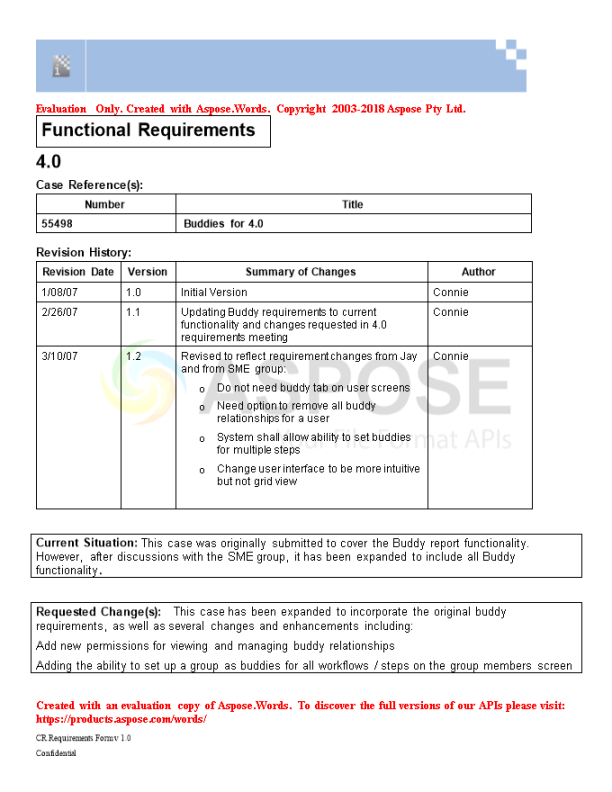 Evaluation Only. Created with Aspose.Words. Copyright 2003-2018 Aspose Pty Ltd.
Functional Requirements
4.0
Case Reference(s):
Number Title
55498 Buddies for 4.0
Revision History:
Revision Date Version Summary of Changes Author
1/08/07 1.0 Initial Version Connie
2/26/07 1.1 Updating Buddy requirements to current Connie
functionality and changes requested in 4.0
requirements meeting
3/10/07 1.2 Revised to reflect requirement changes from Jay Connie
and from SME group:
o Do not need buddy tab on user screens
o Need option to remove all buddy
relationships for a user
o System shall allow ability to set buddies
for multiple steps
o Change user interface to be more intuitive
but not grid view
ASPOSE
Your File Format APIs
Current Situation: This case was originally submitted to cover the Buddy report functionality.
However, after discussions with the SME group, it has been expanded to include all Buddy
functionality.
Requested Change(s): This case has been expanded to incorporate the original buddy
requirements, as well as several changes and enhancements including:
Add new permissions for viewing and managing buddy relationships
Adding the ability to set up a group as buddies for all workflows / steps on the group members screen
Created with an evaluation copy of Aspose.Words. To discover the full versions of our APIs please visit:
https://products.aspose.com/words/
CR Requirements Form v 1.0
Confidential